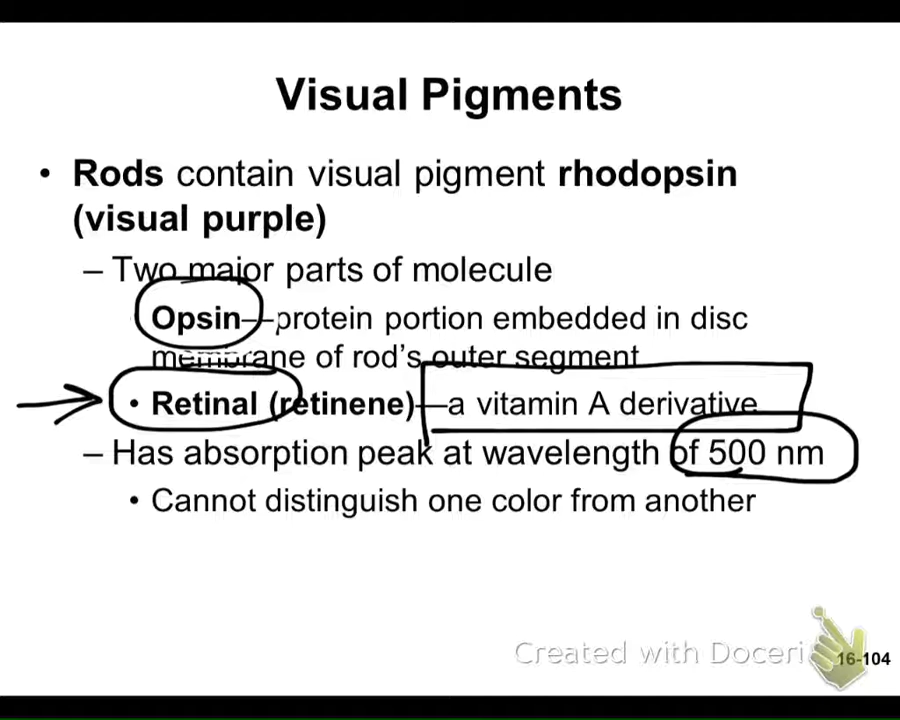 Visual Pigments
• Rods contain visual pigment rhodopsin
(visual purple)
– Two major parts of molecule
Opsin—protein portion embedded in disc
membrane of rod's outer segment
• Retinal (retinene)—a vitamin A derivative
– Has absorption peak at wavelength of 500 nm
• Cannot distinguish one color from another
Created with Doceri
16-104